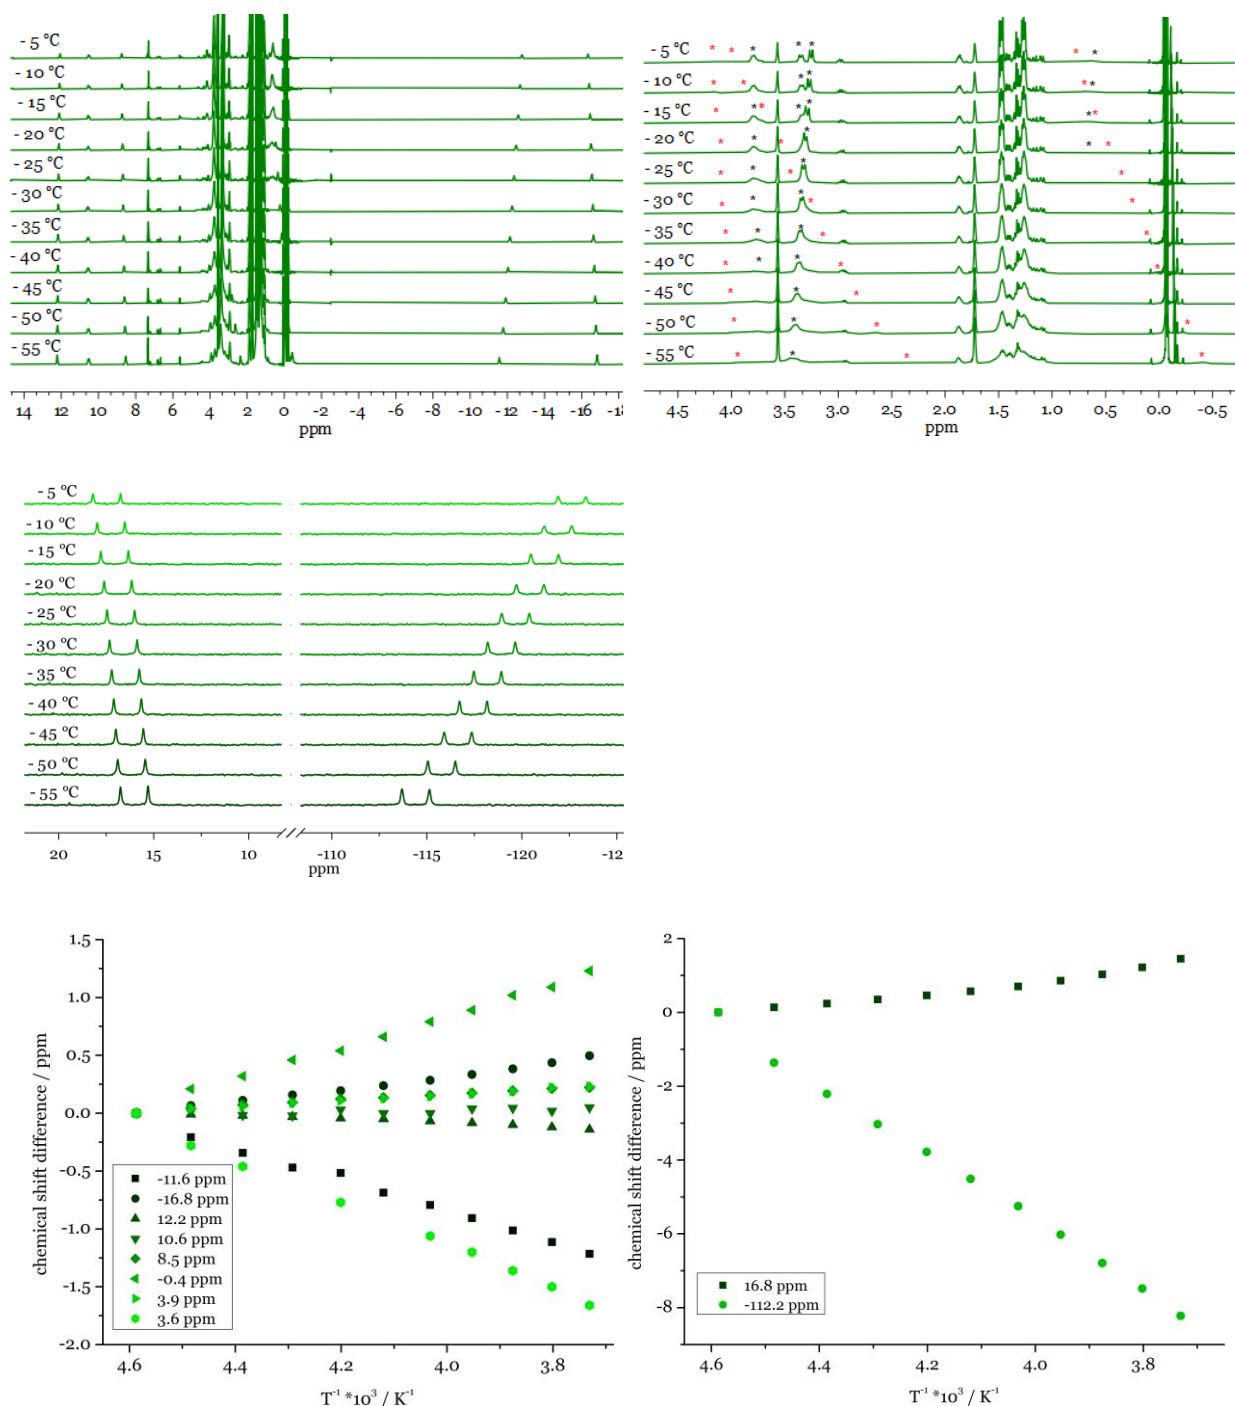 - 5 °C
- 10 °C
- 15 °C
- 20 °C
- 25 °C
- 30 °C
- 35 °C
- 40 °C
- 45 °C
- 50 °C
- 55 °C
14 12 10 8 6 4 2 0 -2 -4 -6 -8 -10 -12 -14 -16 -18
ppm
- 5 °C
- 10 °C
- 15 °C
- 20 °C
- 25 °C
- 30 °C
- 35 °C
- 40 °C
- 45 °C
- 50 °C
- 55 °C
4.5 4.0 3.5 3.0 2.5 2.0 1.5 1.0 0.5 0.0 -0.5
ppm
- 5 °C
- 10 °C
- 15 °C
- 20 °C
- 25 °C
- 30 °C
- 35 °C
- 40 °C
- 45 °C
- 50 °C
- 55 °C
20 15 10 -110 -115 -120 -12
ppm
1.5
1.0
0.5
0.0
-0.5
-1.0
-1.5
-2.0
chemical shift difference / ppm
-11.6 ppm
-16.8 ppm
12.2 ppm
10.6 ppm
8.5 ppm
-0.4 ppm
3.9 ppm
3.6 ppm
4.6 4.4 4.2 4.0 3.8
T⁻¹ *10³ / K⁻¹
2
0
-2
-4
-6
-8
chemical shift difference / ppm
16.8 ppm
-112.2 ppm
4.6 4.4 4.2 4.0 3.8
T⁻¹ *10³ / K⁻¹